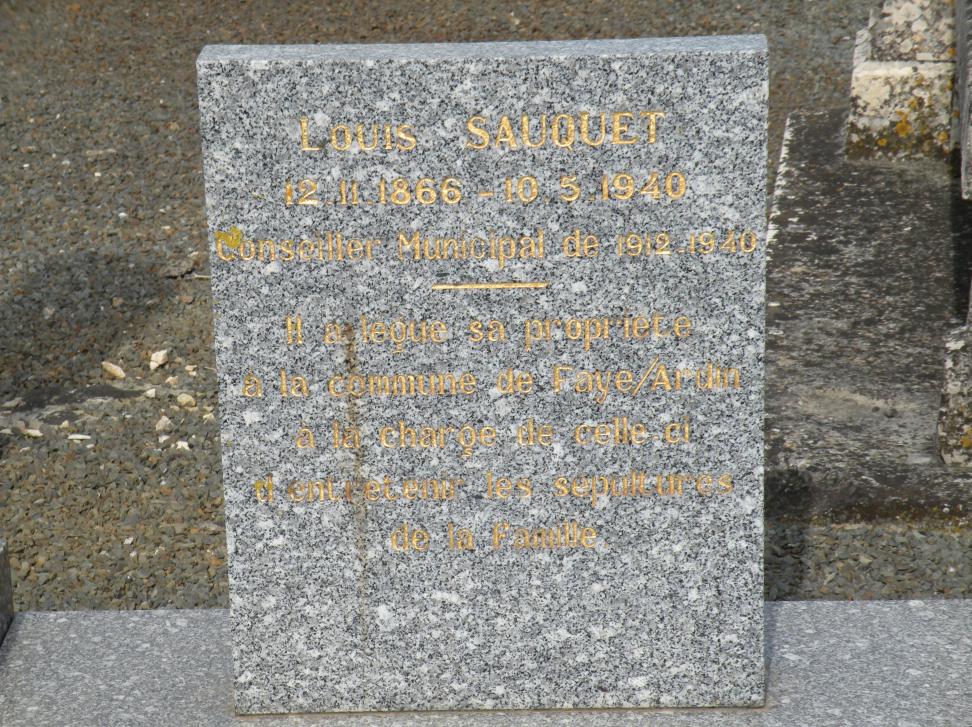 LOUIS SAUQUET
12.11.1866 - 10.5.1940
Conseiller Municipal de 1912-1940
Il a legue sa propriete
à la commune de Faye/Ardin
à la charge de celle-ci
d'entretenir les sepultures
de la Famille.